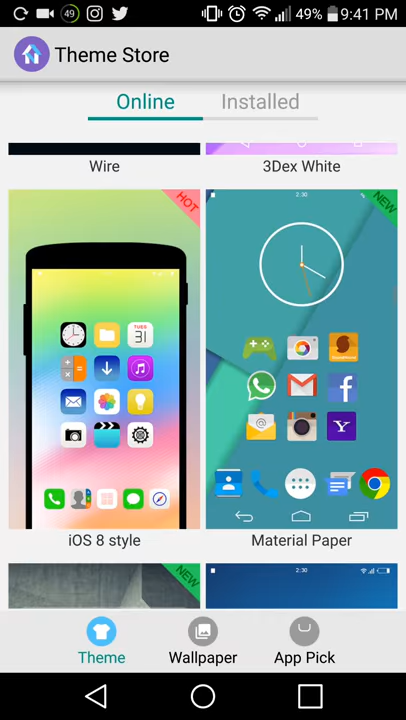 49
49% 9:41 PM
Theme Store
Online Installed
Wire 3Dex White
HOT
NEW
2:30
TUES
31
iOS 8 style Material Paper
NEW
2:30
Theme Wallpaper App Pick